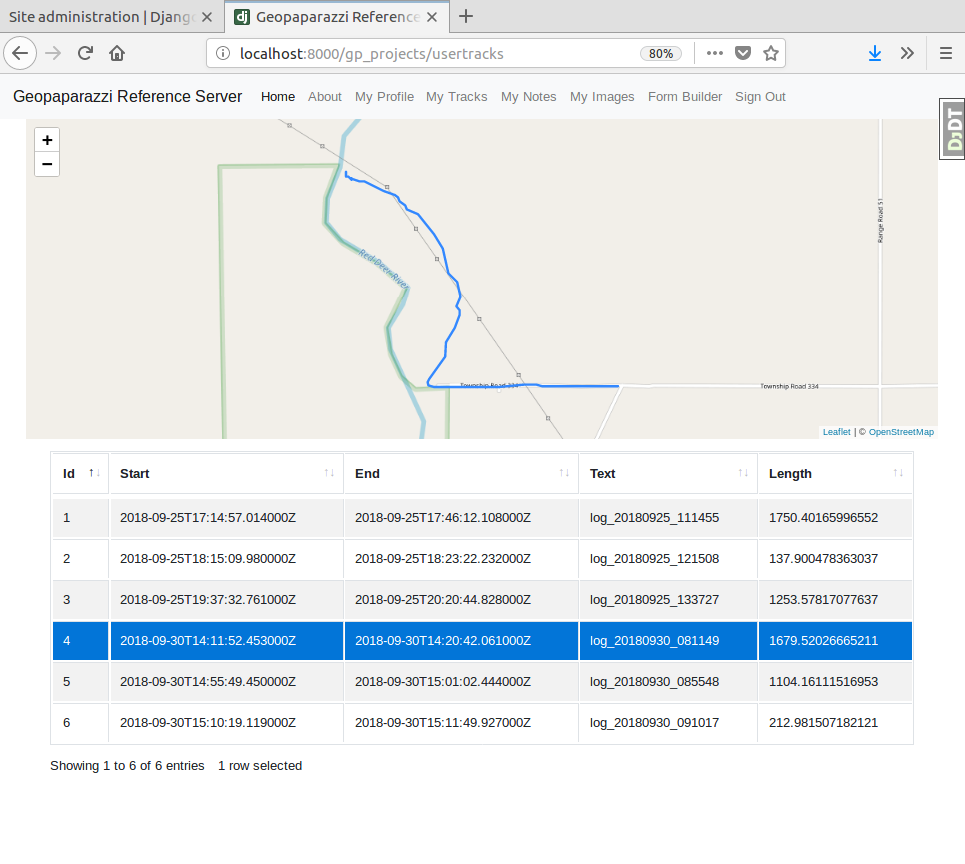 Site administration | Djang
Geopaparazzi Reference
localhost:8000/gp_projects/usertracks
80%
Geopaparazzi Reference Server Home About My Profile My Tracks My Notes My Images Form Builder Sign Out
DJDT
+
−
Range Road 51
Red Deer River
Township Road 334 Township Road 334
Leaflet | © OpenStreetMap
Id Start End Text Length
1 2018-09-25T17:14:57.014000Z 2018-09-25T17:46:12.108000Z log_20180925_111455 1750.40165996552
2 2018-09-25T18:15:09.980000Z 2018-09-25T18:23:22.232000Z log_20180925_121508 137.900478363037
3 2018-09-25T19:37:32.761000Z 2018-09-25T20:20:44.828000Z log_20180925_133727 1253.57817077637
4 2018-09-30T14:11:52.453000Z 2018-09-30T14:20:42.061000Z log_20180930_081149 1679.52026665211
5 2018-09-30T14:55:49.450000Z 2018-09-30T15:01:02.444000Z log_20180930_085548 1104.16111516953
6 2018-09-30T15:10:19.119000Z 2018-09-30T15:11:49.927000Z log_20180930_091017 212.981507182121
Showing 1 to 6 of 6 entries 1 row selected